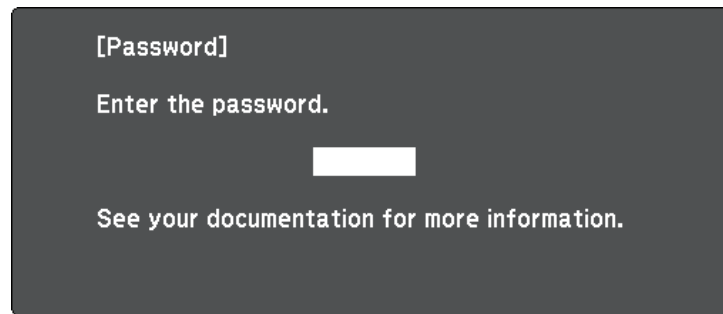 [Password]
Enter the password.
See your documentation for more information.